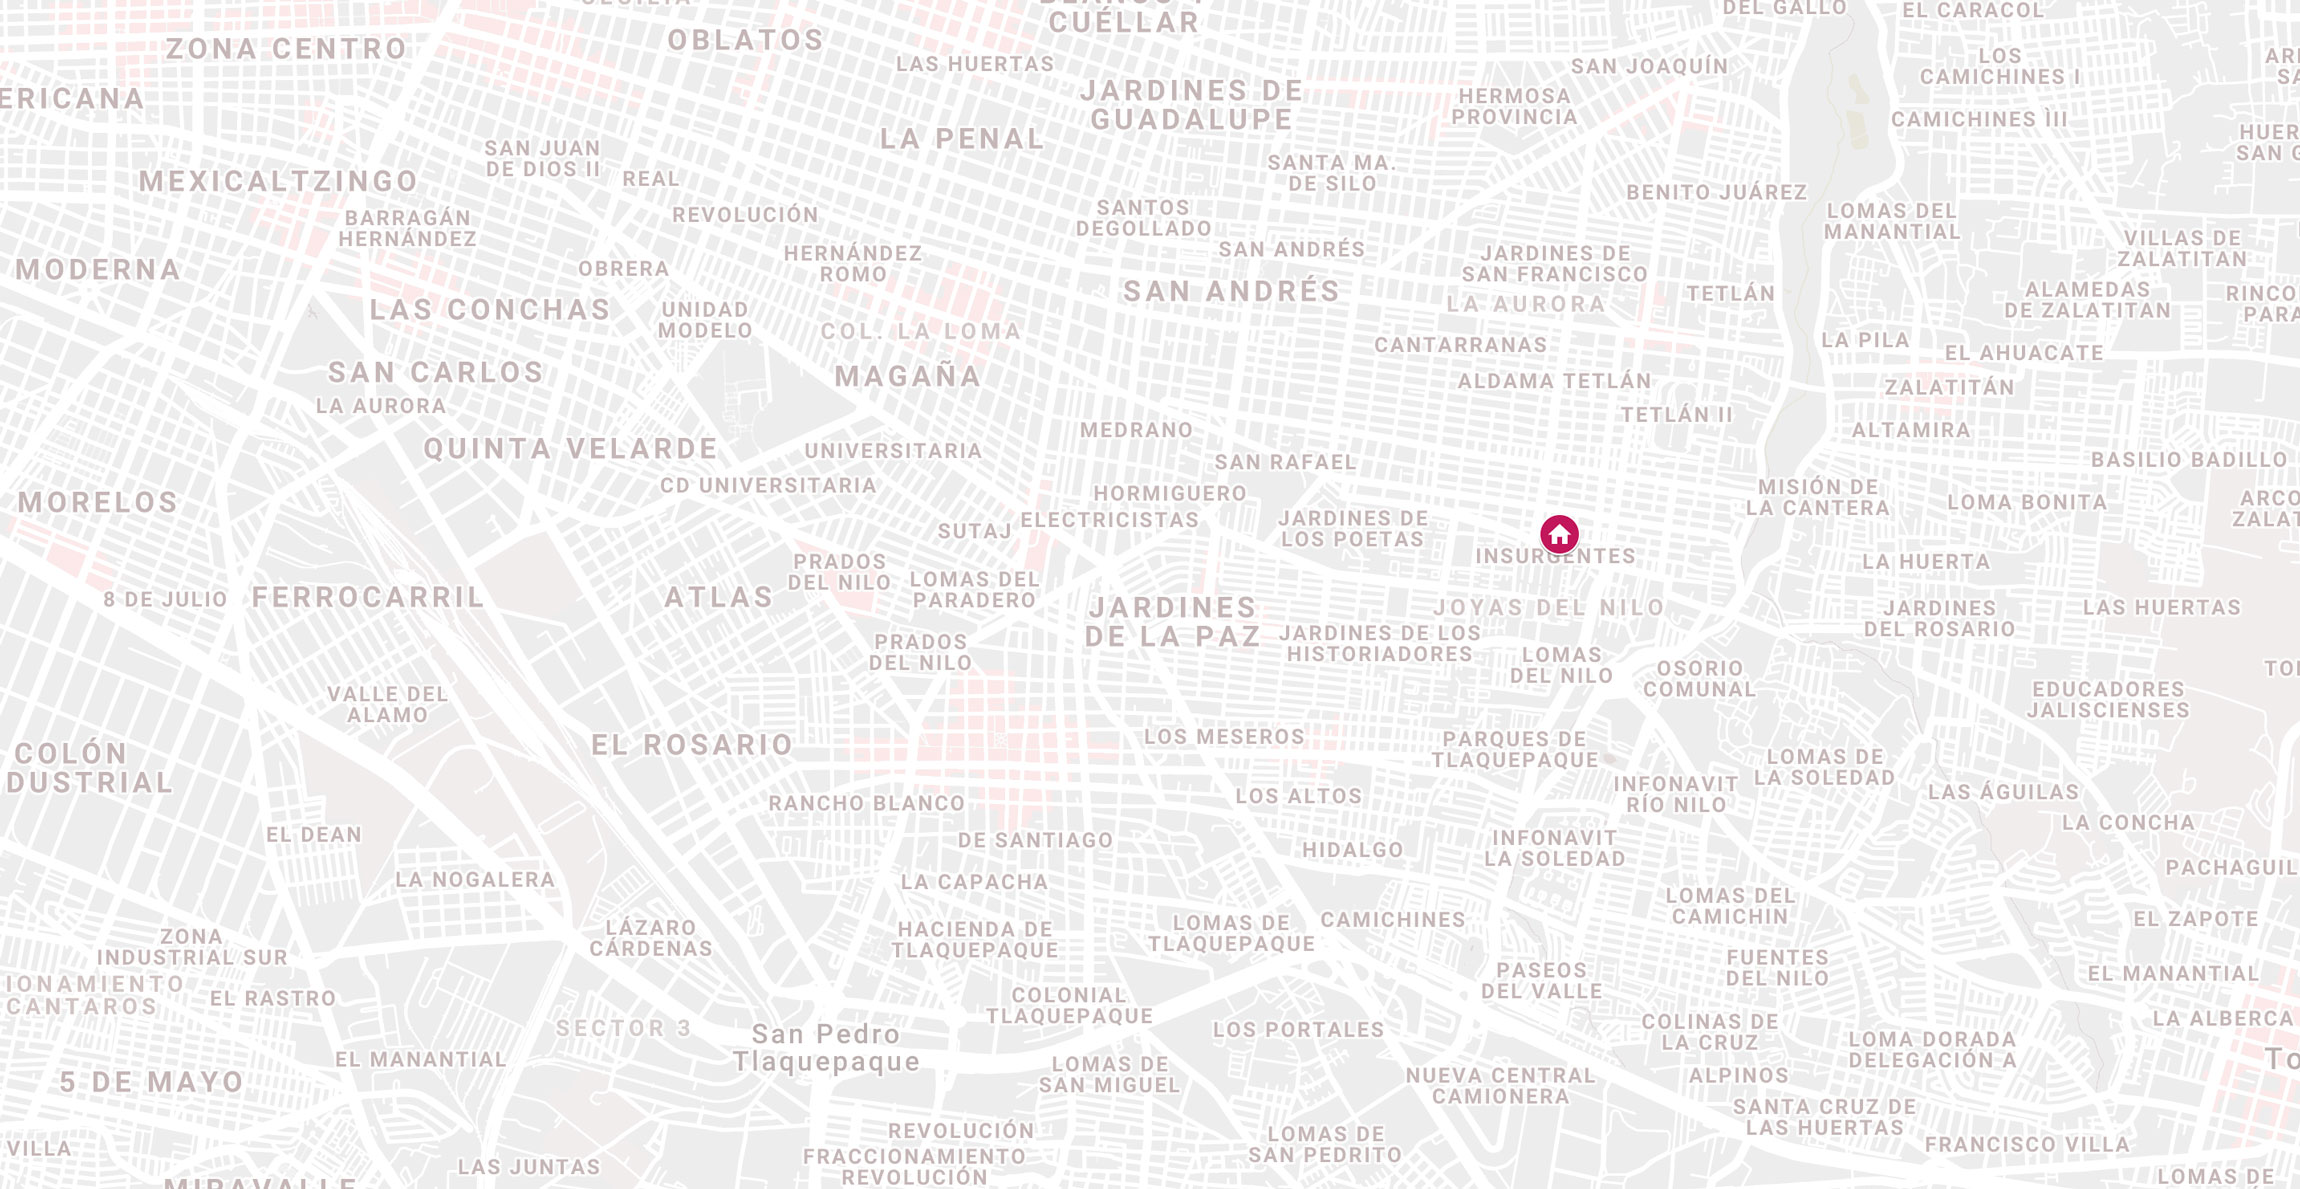 DEL GALLO
EL CARACOL
CUÉLLAR
ZONA CENTRO
OBLATOS
LAS HUERTAS
SAN JOAQUÍN
LOS
CAMICHINES I
JARDINES DE
GUADALUPE
HERMOSA
PROVINCIA
ERICANA
CAMICHINES III
LA PENAL
HUER
SAN G
SAN JUAN
DE DIOS II
REAL
SANTA MA.
DE SILO
MEXICALTZINGO
BENITO JUÁREZ
BARRAGÁN
HERNÁNDEZ
REVOLUCIÓN
SANTOS
DEGOLLADO
LOMAS DEL
MANANTIAL
SAN ANDRÉS
VILLAS DE
ZALATITAN
MODERNA
OBRERA
HERNÁNDEZ
ROMO
JARDINES DE
SAN FRANCISCO
SAN ANDRÉS
LA AURORA
TETLÁN
ALAMEDAS
DE ZALATITAN
RINCO
PARA
LAS CONCHAS
UNIDAD
MODELO
COL. LA LOMA
CANTARRANAS
LA PILA
EL AHUACATE
SAN CARLOS
MAGAÑA
ALDAMA TETLÁN
ZALATITÁN
LA AURORA
TETLÁN II
MEDRANO
ALTAMIRA
QUINTA VELARDE
UNIVERSITARIA
SAN RAFAEL
BASILIO BADILLO
CD UNIVERSITARIA
HORMIGUERO
MISIÓN DE
LA CANTERA
LOMA BONITA
ARCO
ZALAT
MORELOS
SUTAJ
ELECTRICISTAS
JARDINES DE
LOS POETAS
INSURGENTES
LA HUERTA
PRADOS
DEL NILO
LOMAS DEL
PARADERO
8 DE JULIO
FERROCARRIL
ATLAS
JARDINES
DE LA PAZ
JOYAS DEL NILO
JARDINES
DEL ROSARIO
LAS HUERTAS
PRADOS
DEL NILO
JARDINES DE LOS
HISTORIADORES
LOMAS
DEL NILO
OSORIO
COMUNAL
TO
VALLE DEL
ALAMO
EDUCADORES
JALISCIENSES
COLÓN
DUSTRIAL
EL ROSARIO
LOS MESEROS
PARQUES DE
TLAQUEPAQUE
LOMAS DE
LA SOLEDAD
INFONAVIT
RÍO NILO
RANCHO BLANCO
LOS ALTOS
LAS ÁGUILAS
EL DEAN
DE SANTIAGO
HIDALGO
INFONAVIT
LA SOLEDAD
LA CONCHA
LA NOGALERA
LA CAPACHA
PACHAGUIL
LOMAS DEL
CAMICHIN
LÁZARO
CÁRDENAS
HACIENDA DE
TLAQUEPAQUE
LOMAS DE
TLAQUEPAQUE
CAMICHINES
EL ZAPOTE
ZONA
INDUSTRIAL SUR
FUENTES
DEL NILO
PASEOS
DEL VALLE
EL MANANTIAL
IONAMIENTO
CANTAROS
EL RASTRO
COLONIAL
TLAQUEPAQUE
SECTOR 3
San Pedro
Tlaquepaque
LOS PORTALES
COLINAS DE
LA CRUZ
LA ALBERCA
LOMA DORADA
DELEGACIÓN A
EL MANANTIAL
LOMAS DE
SAN MIGUEL
To
5 DE MAYO
NUEVA CENTRAL
CAMIONERA
ALPINOS
SANTA CRUZ DE
LAS HUERTAS
VILLA
REVOLUCIÓN
LOMAS DE
SAN PEDRITO
FRANCISCO VILLA
LAS JUNTAS
FRACCIONAMIENTO
REVOLUCIÓN
LOMAS DE
MIRAVALLE